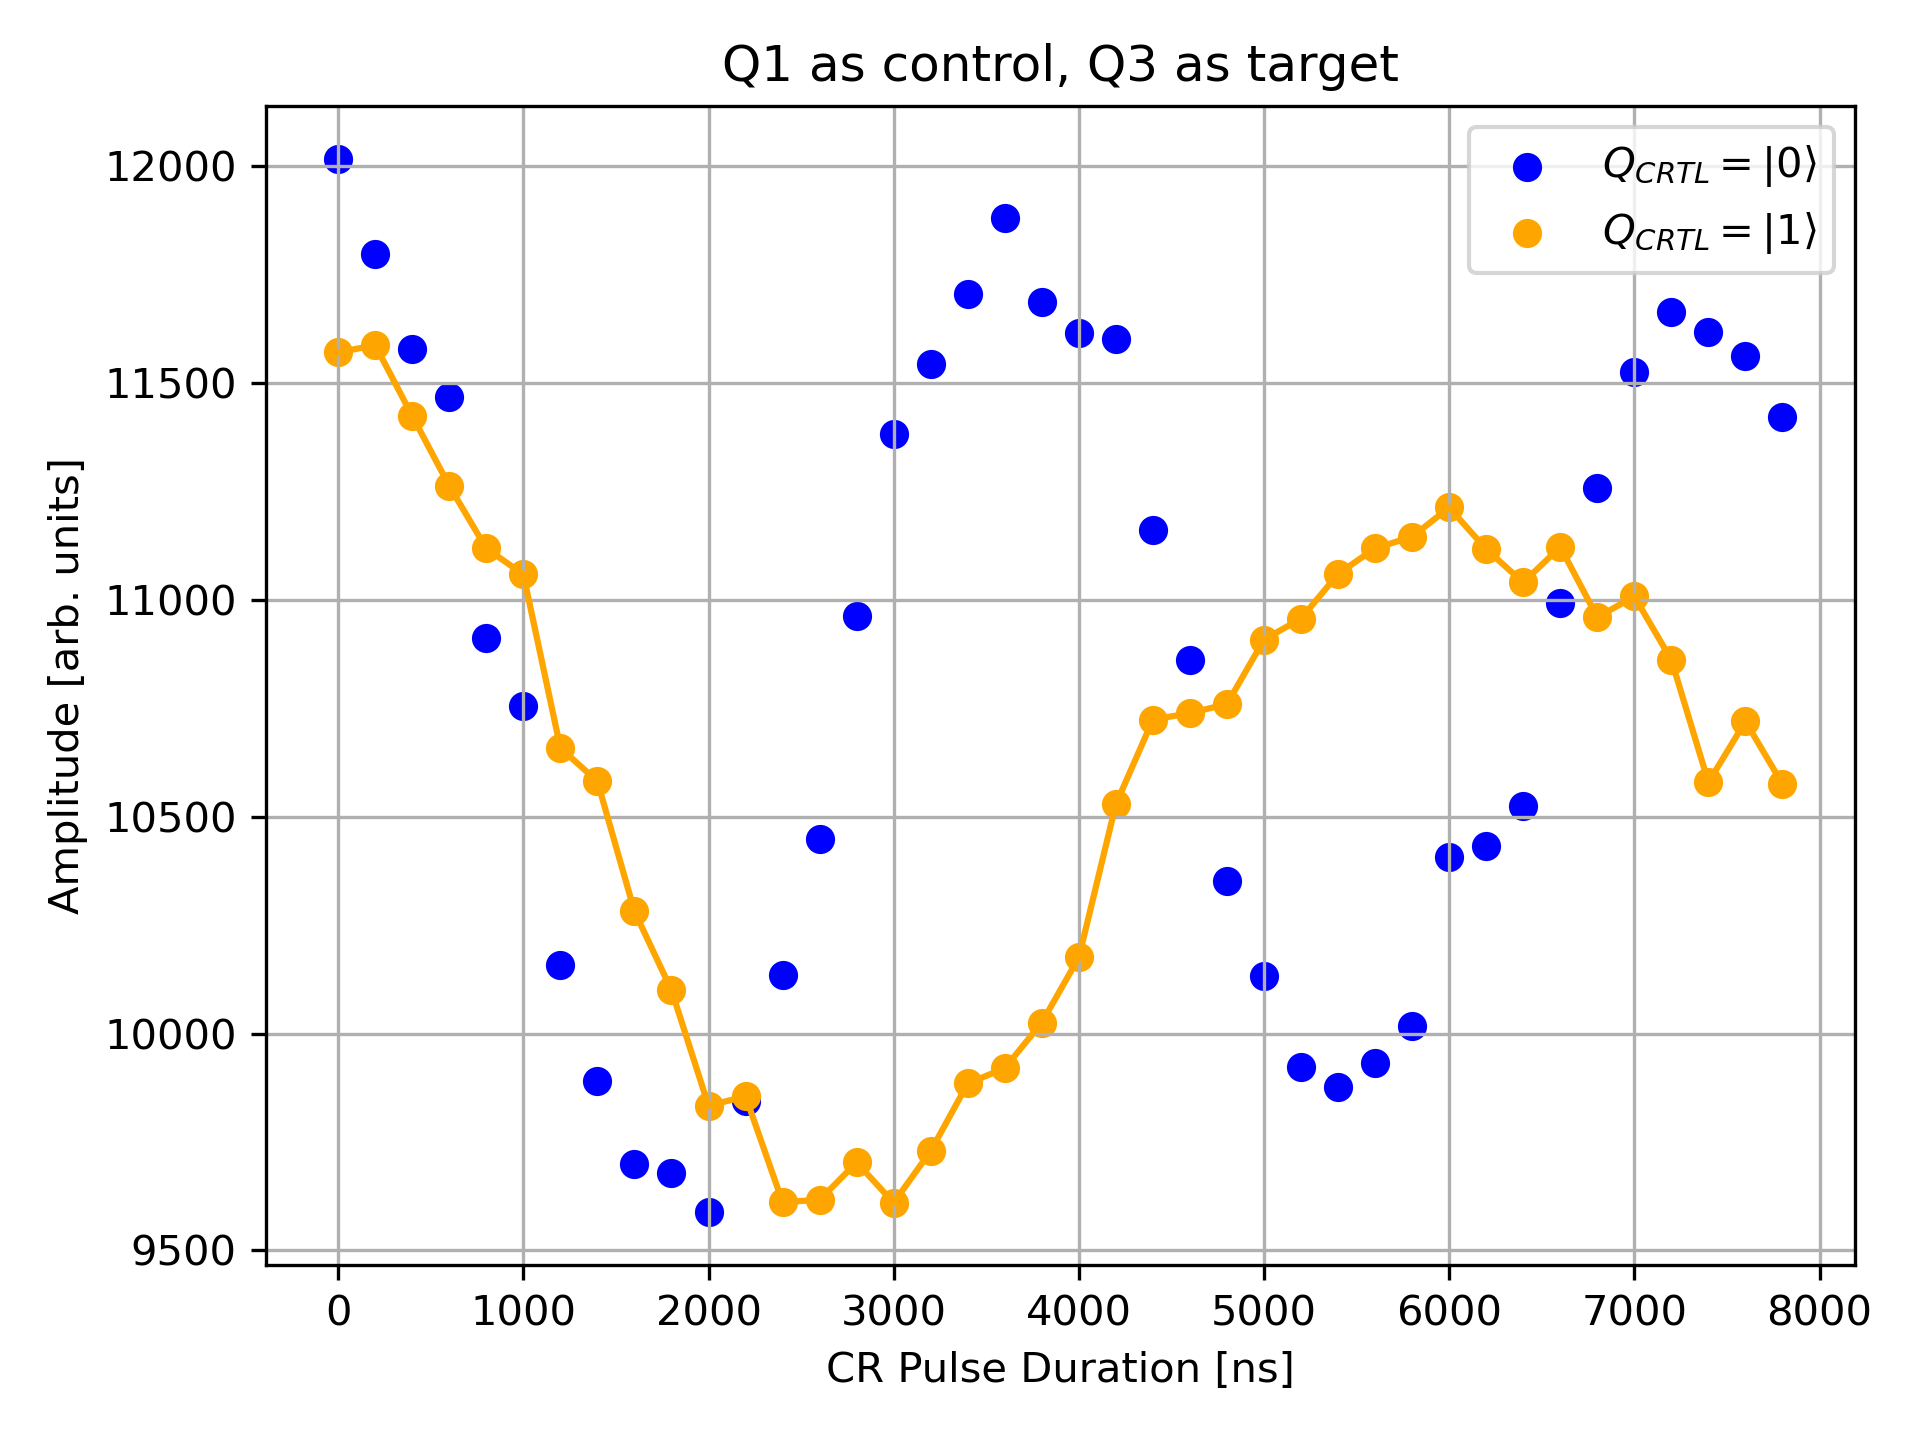 Q1 as control, Q3 as target
Q_CRTL = |0⟩
Q_CRTL = |1⟩
12000
11500
11000
10500
10000
9500
Amplitude [arb. units]
0 1000 2000 3000 4000 5000 6000 7000 8000
CR Pulse Duration [ns]